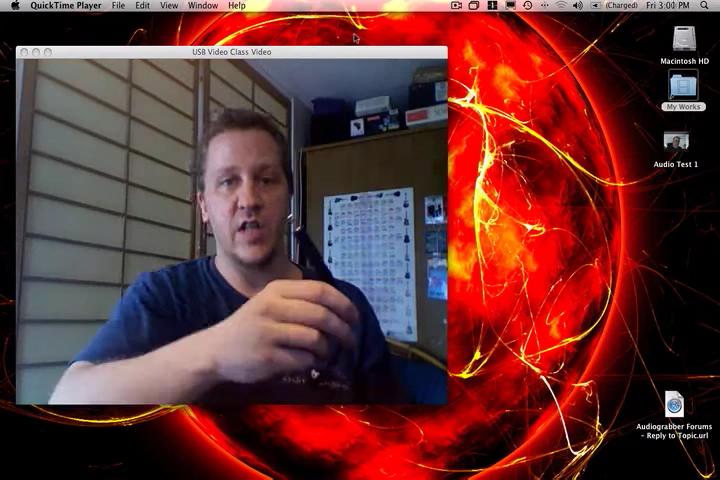 QuickTime Player File Edit View Window Help (Charged) Fri 3:00 PM
USB Video Class Video
Macintosh HD
My Works
Audio Test 1
Audiograbber Forums
- Reply to Topic.url